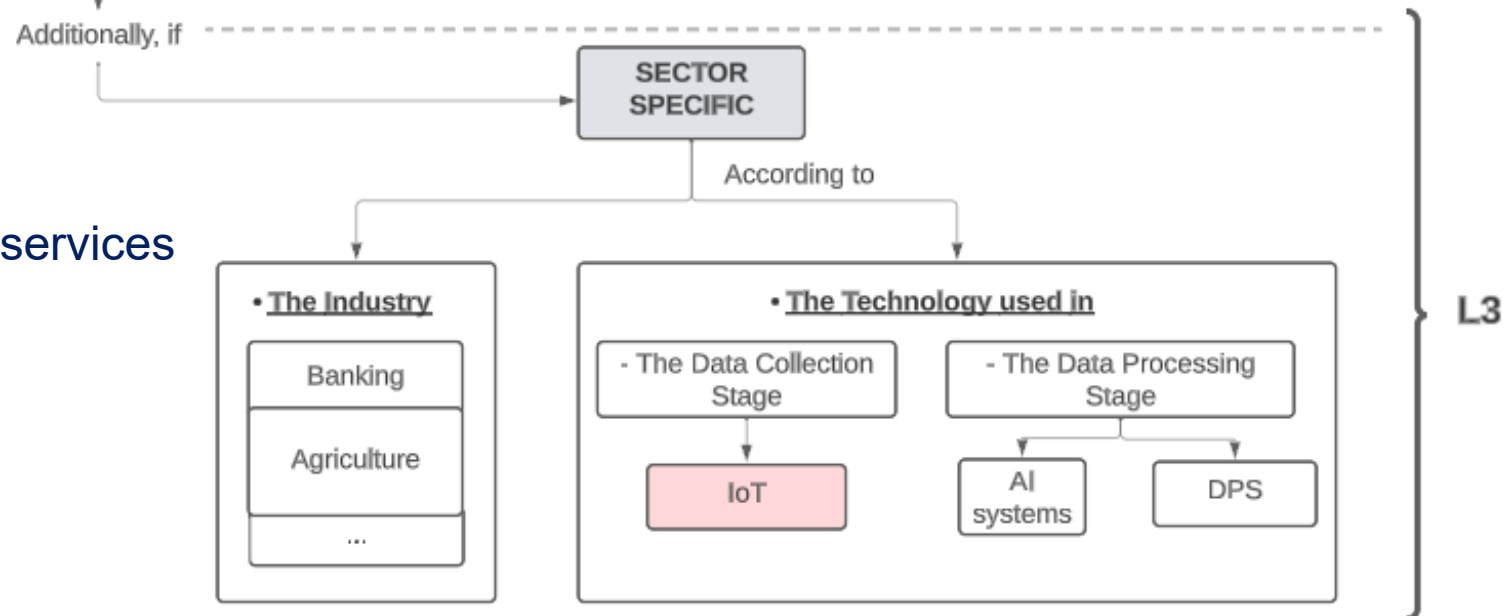 Additionally, if
SECTOR
SPECIFIC
According to
services
• The Industry
Banking
Agriculture
...
• The Technology used in
- The Data Collection
Stage
IoT
- The Data Processing
Stage
AI
systems
DPS
L3